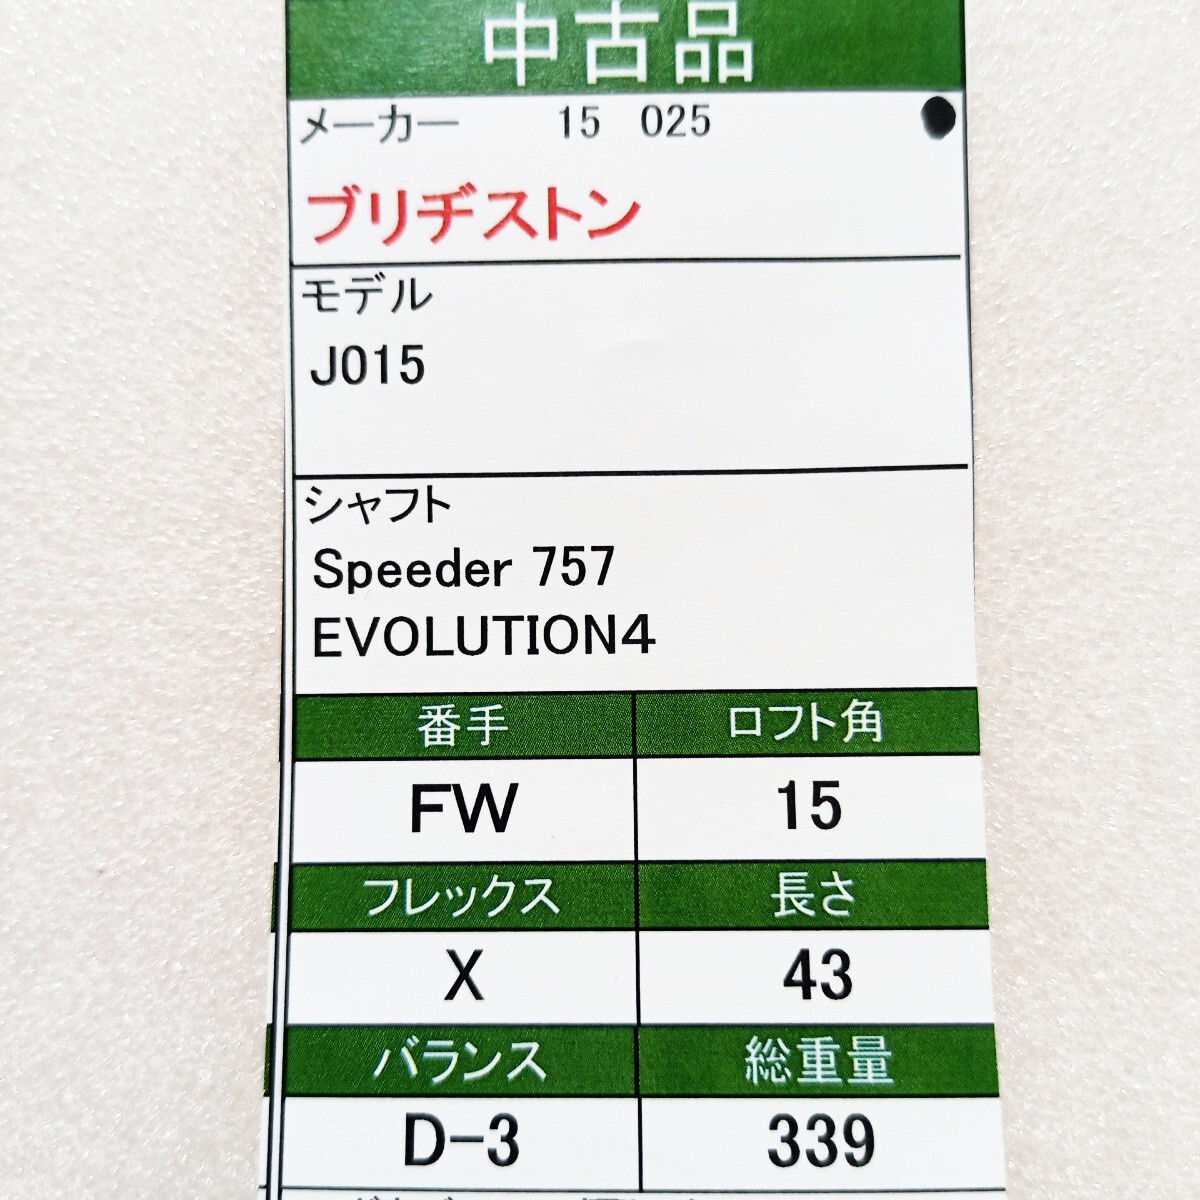 中古品
メーカー 15 025
ブリヂストン
モデル
J015
シャフト
Speeder 757
EVOLUTION4
番手 ロフト角
FW 15
フレックス 長さ
X 43
バランス 総重量
D-3 339